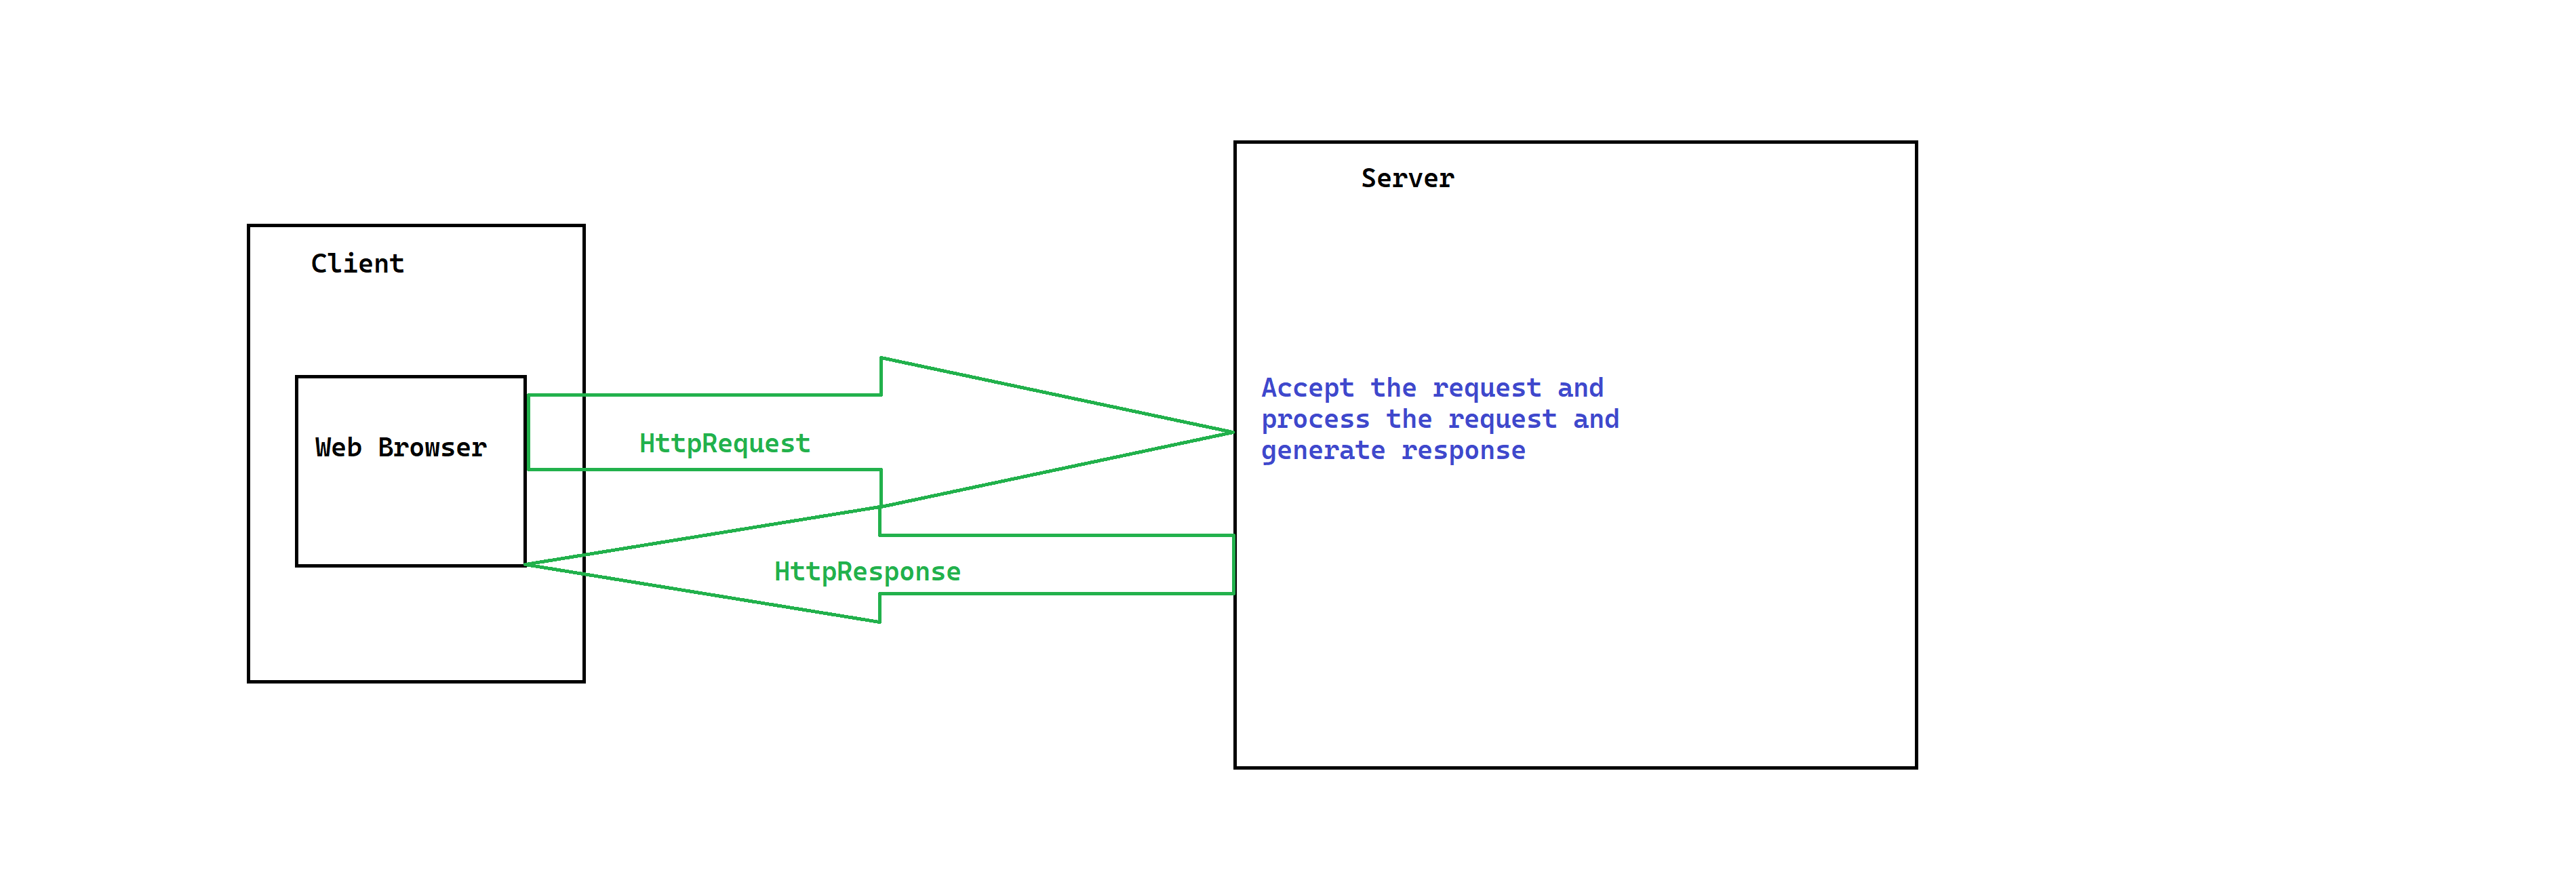 Server
Client
Accept the request and
process the request and
generate response
Web Browser
HttpRequest
HttpResponse